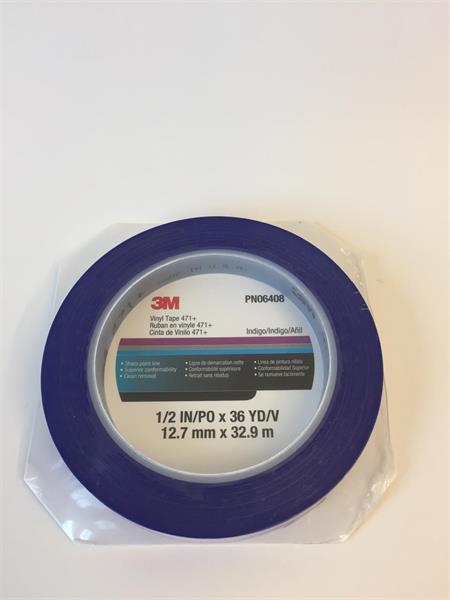 IN U.S.A.
3M
PN06408
Vinyl Tape 471+
Ruban en vinyle 471+
Cinta de Vinilo 471+
Indigo/Indigo/Añil
• Sharp paint line
• Superior conformability
• Clean removal
• Ligne de démarcation nette
• Conformabilité supérieure
• Retrait sans résidus
• Línea de pintura nítida
• Conformabilidad Superior
• Se remueve fácilmente
1/2 IN/PO x 36 YD/V
12.7 mm x 32.9 m